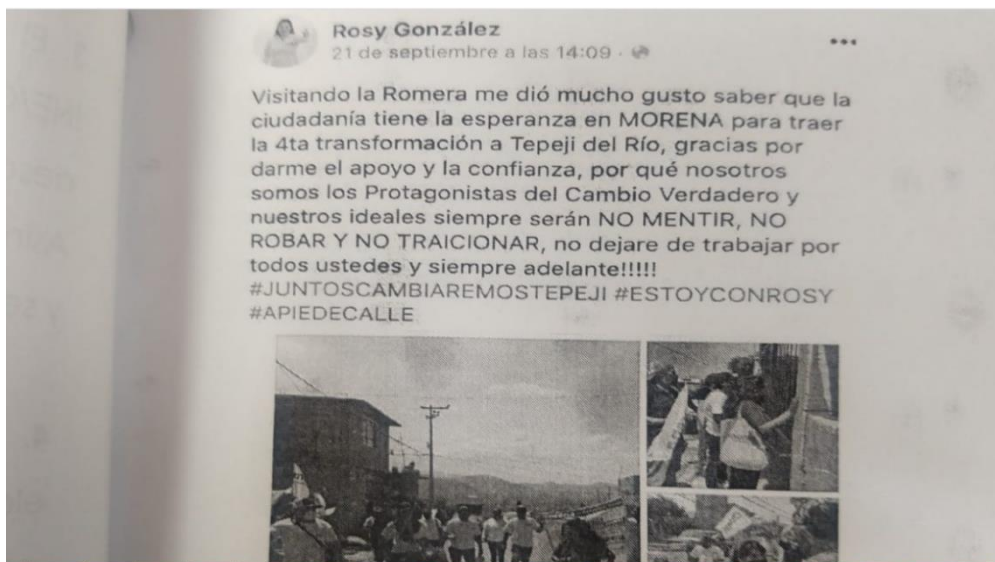 Rosy González
21 de septiembre a las 14:09 ·
Visitando la Romera me dió mucho gusto saber que la
ciudadanía tiene la esperanza en MORENA para traer
la 4ta transformación a Tepeji del Río, gracias por
darme el apoyo y la confianza, por qué nosotros
somos los Protagonistas del Cambio Verdadero y
nuestros ideales siempre serán NO MENTIR, NO
ROBAR Y NO TRAICIONAR, no dejare de trabajar por
todos ustedes y siempre adelante!!!!!
#JUNTOSCAMBIAREMOSTEPEJI #ESTOYCONROSY
#APIEDECALLE